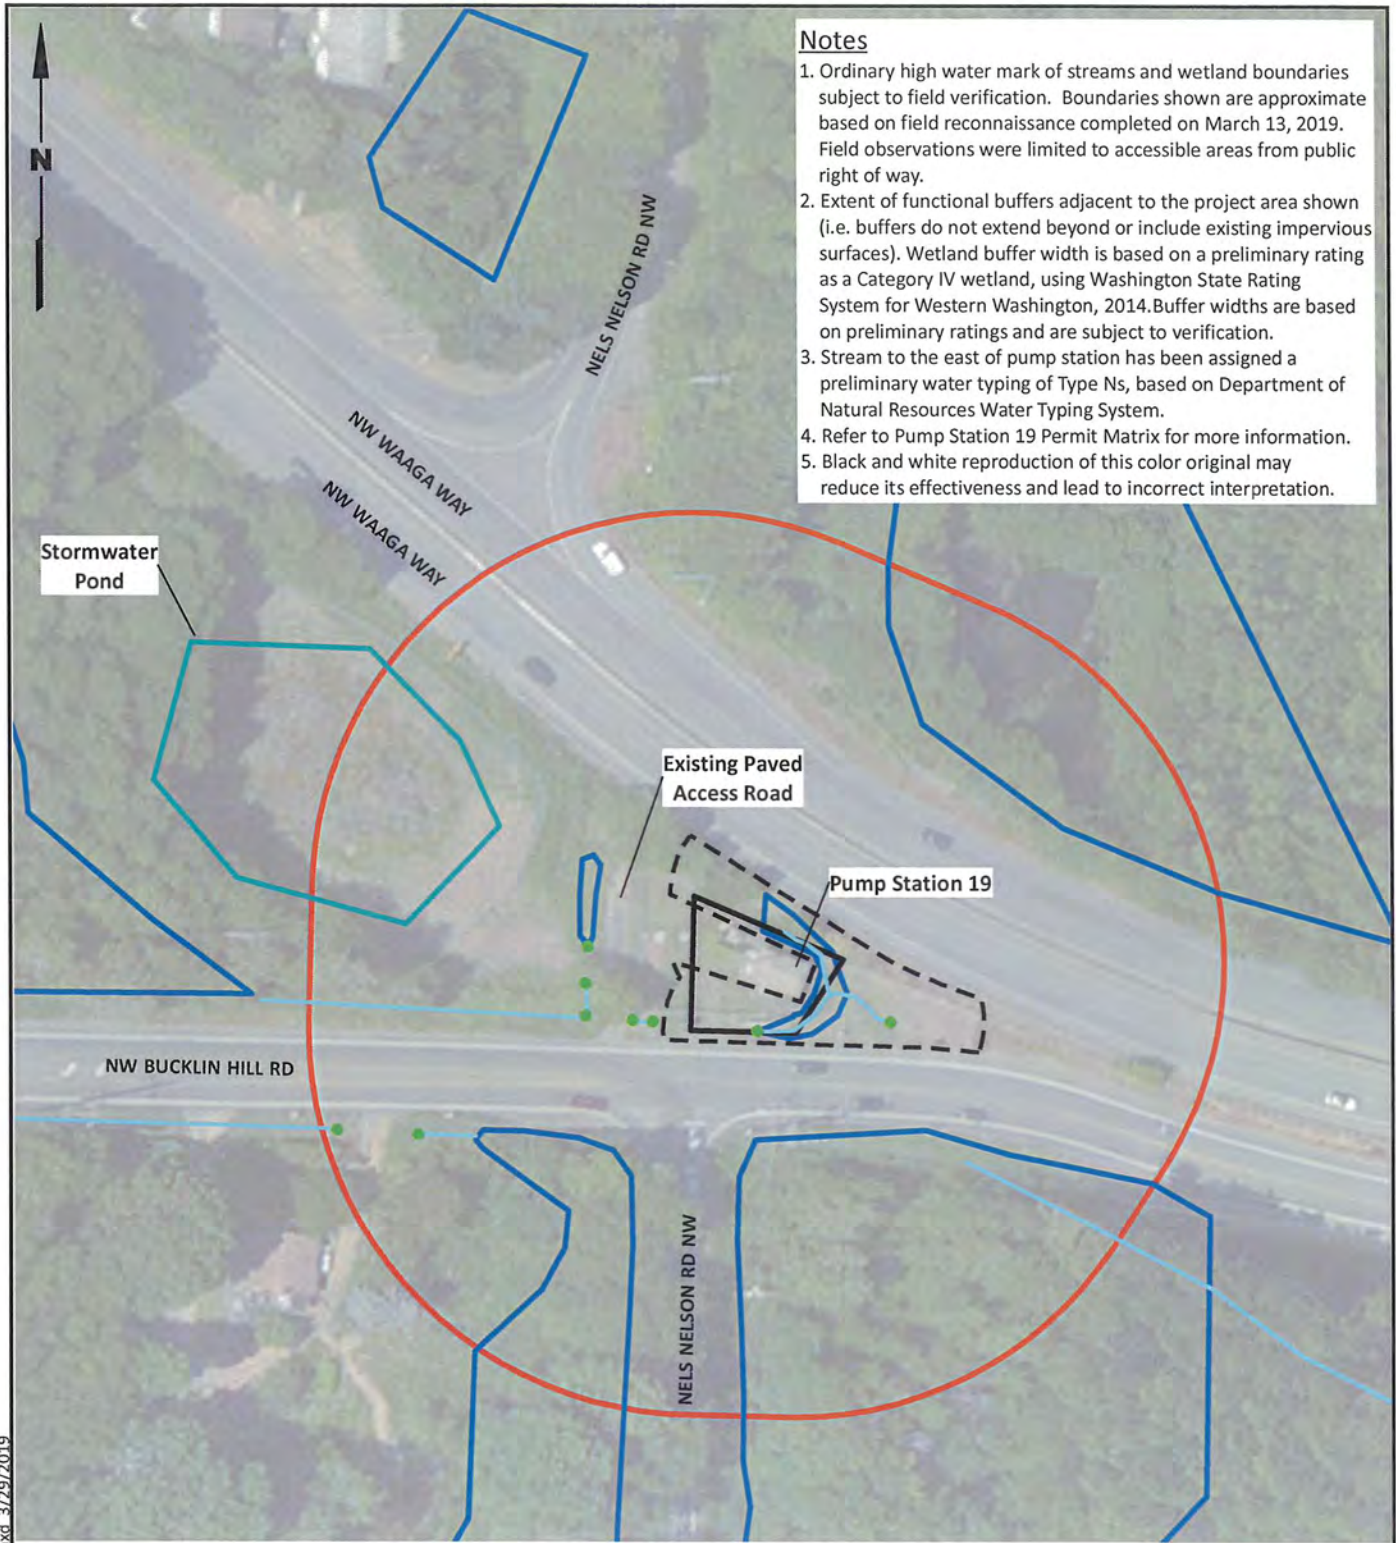 Notes
1. Ordinary high water mark of streams and wetland boundaries
subject to field verification. Boundaries shown are approximate
based on field reconnaissance completed on March 13, 2019.
Field observations were limited to accessible areas from public
right of way.
2. Extent of functional buffers adjacent to the project area shown
(i.e. buffers do not extend beyond or include existing impervious
surfaces). Wetland buffer width is based on a preliminary rating
as a Category IV wetland, using Washington State Rating
System for Western Washington, 2014.Buffer widths are based
on preliminary ratings and are subject to verification.
3. Stream to the east of pump station has been assigned a
preliminary water typing of Type Ns, based on Department of
Natural Resources Water Typing System.
4. Refer to Pump Station 19 Permit Matrix for more information.
5. Black and white reproduction of this color original may
reduce its effectiveness and lead to incorrect interpretation.
N
NELS NELSON RD NW
NW WAAGA WAY
NW WAAGA WAY
Stormwater
Pond
Existing Paved
Access Road
Pump Station 19
NW BUCKLIN HILL RD
NELS NELSON RD NW
xd 3/29/2019